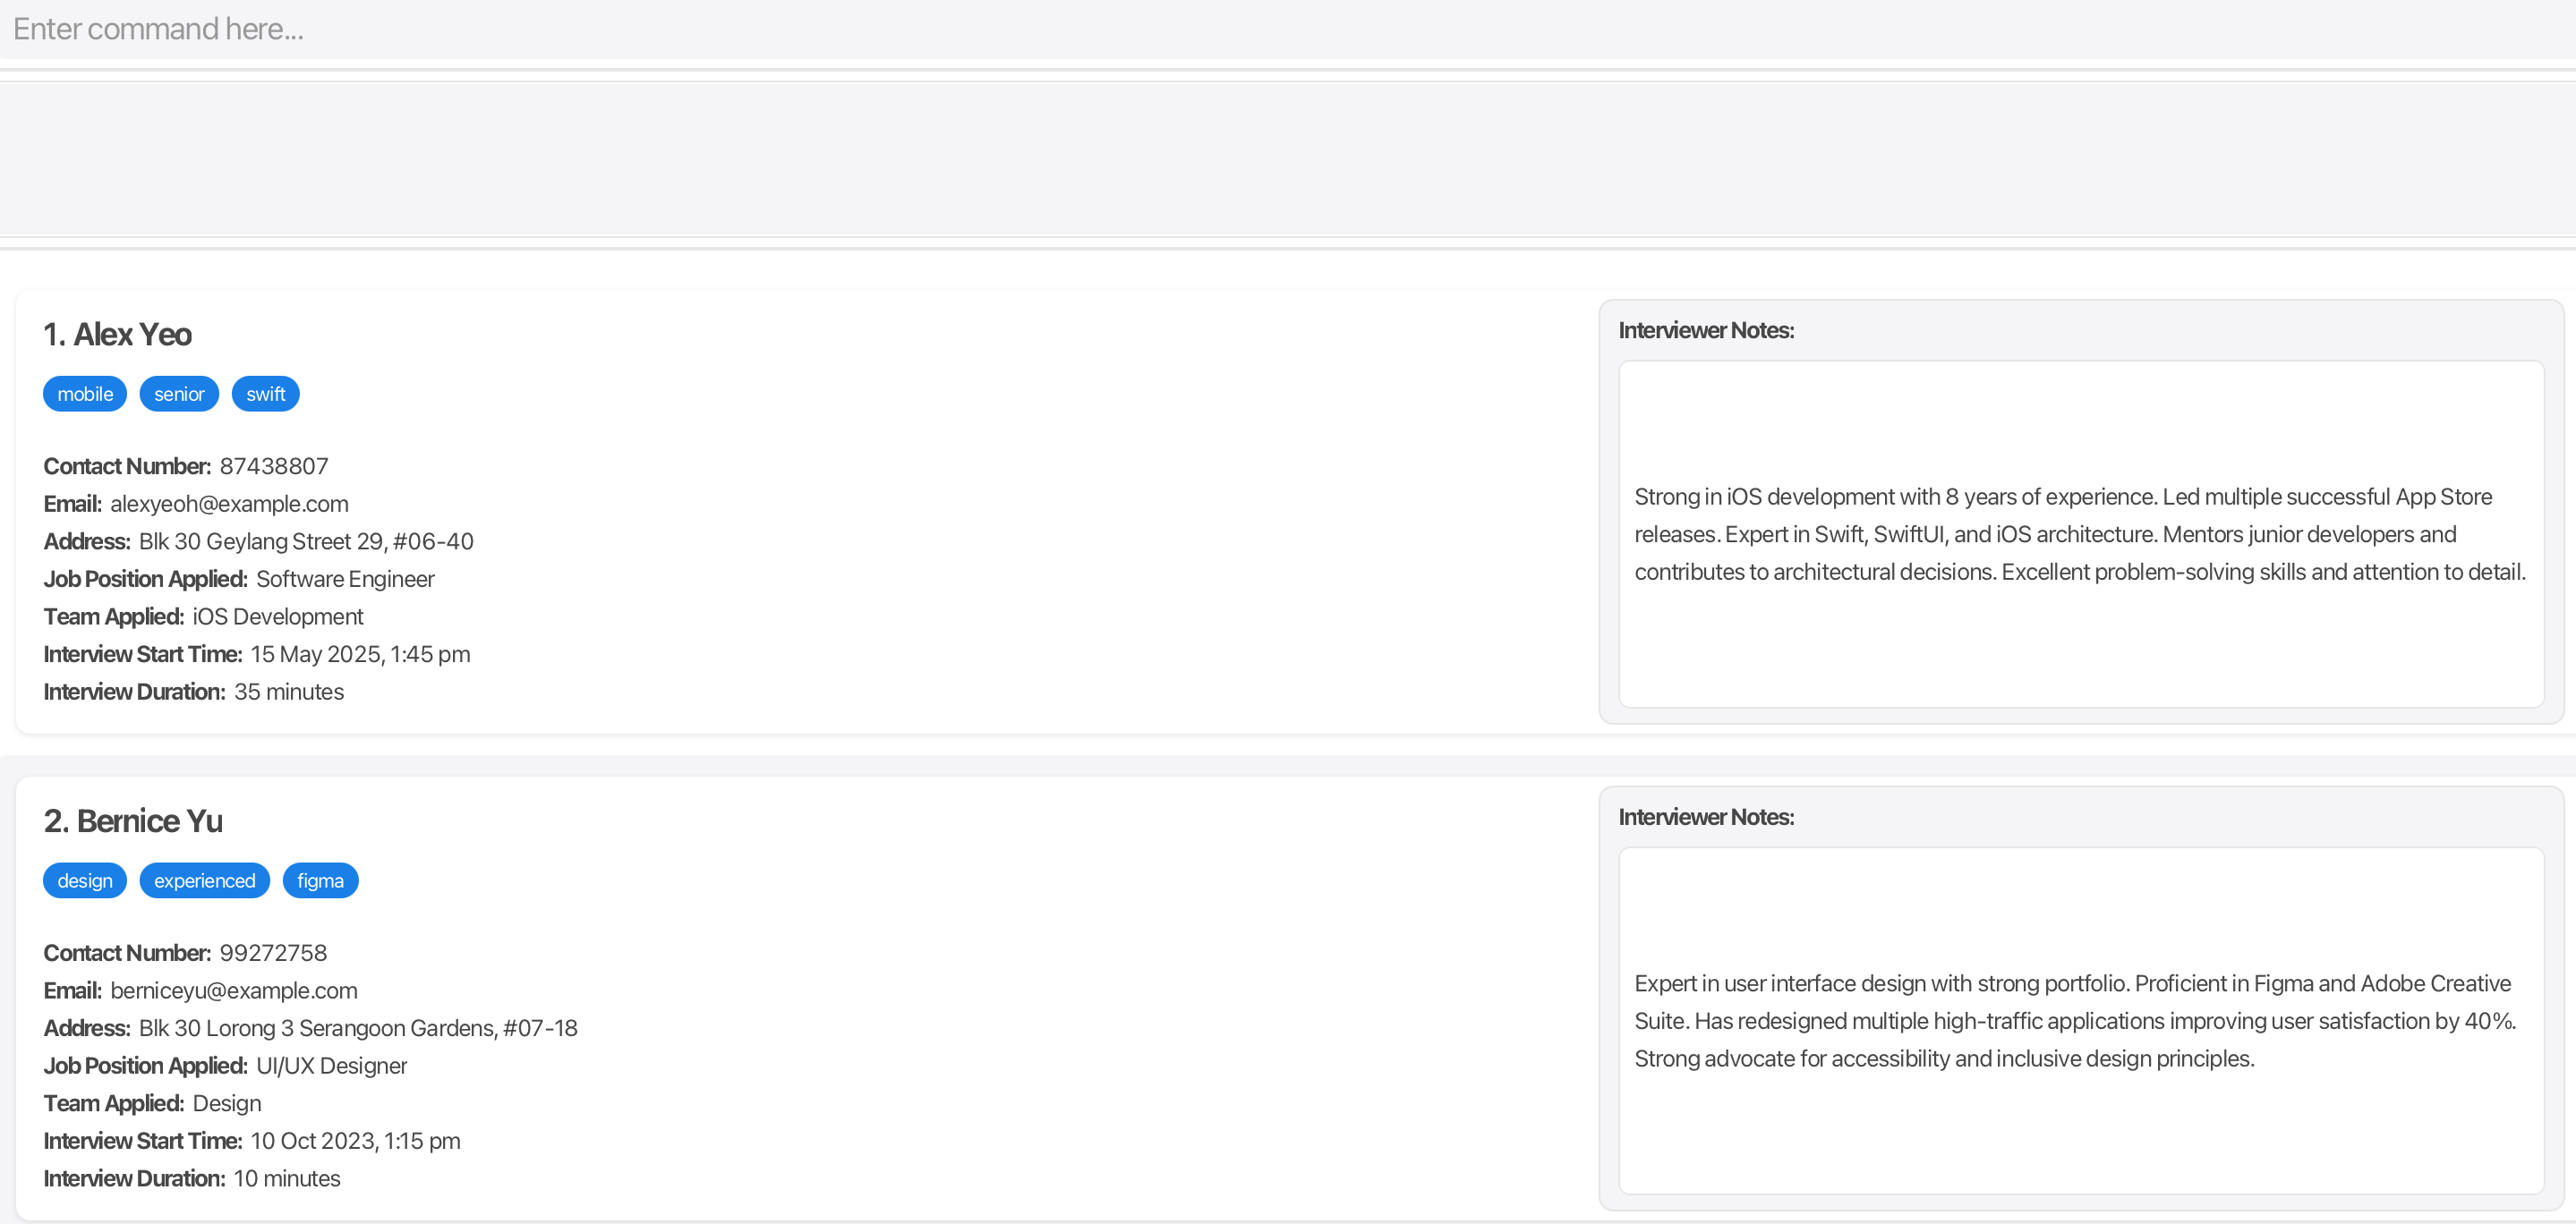 Enter command here...
1. Alex Yeo
mobile senior swift
Contact Number: 87438807
Email: alexyeoh@example.com
Address: Blk 30 Geylang Street 29, #06-40
Job Position Applied: Software Engineer
Team Applied: iOS Development
Interview Start Time: 15 May 2025, 1:45 pm
Interview Duration: 35 minutes
Interviewer Notes:
Strong in iOS development with 8 years of experience. Led multiple successful App Store
releases. Expert in Swift, SwiftUI, and iOS architecture. Mentors junior developers and
contributes to architectural decisions. Excellent problem-solving skills and attention to detail.
2. Bernice Yu
design experienced figma
Contact Number: 99272758
Email: berniceyu@example.com
Address: Blk 30 Lorong 3 Serangoon Gardens, #07-18
Job Position Applied: UI/UX Designer
Team Applied: Design
Interview Start Time: 10 Oct 2023, 1:15 pm
Interview Duration: 10 minutes
Interviewer Notes:
Expert in user interface design with strong portfolio. Proficient in Figma and Adobe Creative
Suite. Has redesigned multiple high-traffic applications improving user satisfaction by 40%.
Strong advocate for accessibility and inclusive design principles.